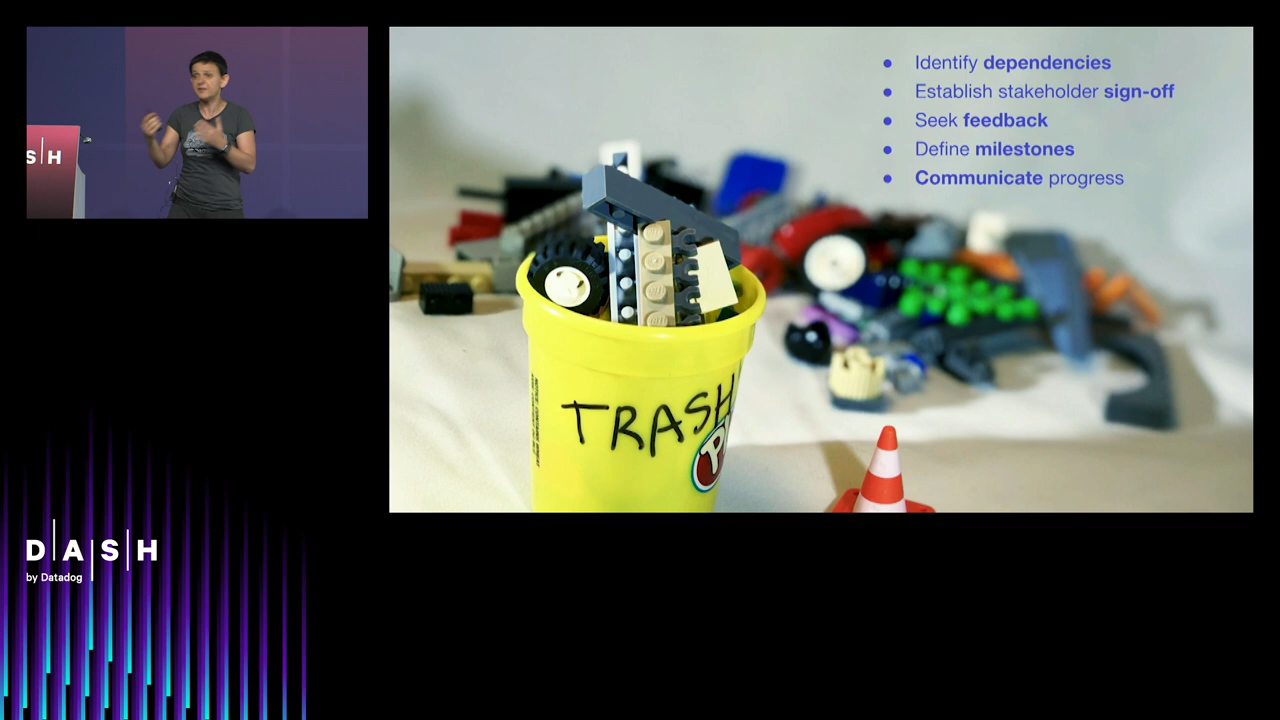 S|H
● Identify dependencies
● Establish stakeholder sign-off
● Seek feedback
● Define milestones
● Communicate progress
TRASH
P
D|A|S|H
by Datadog